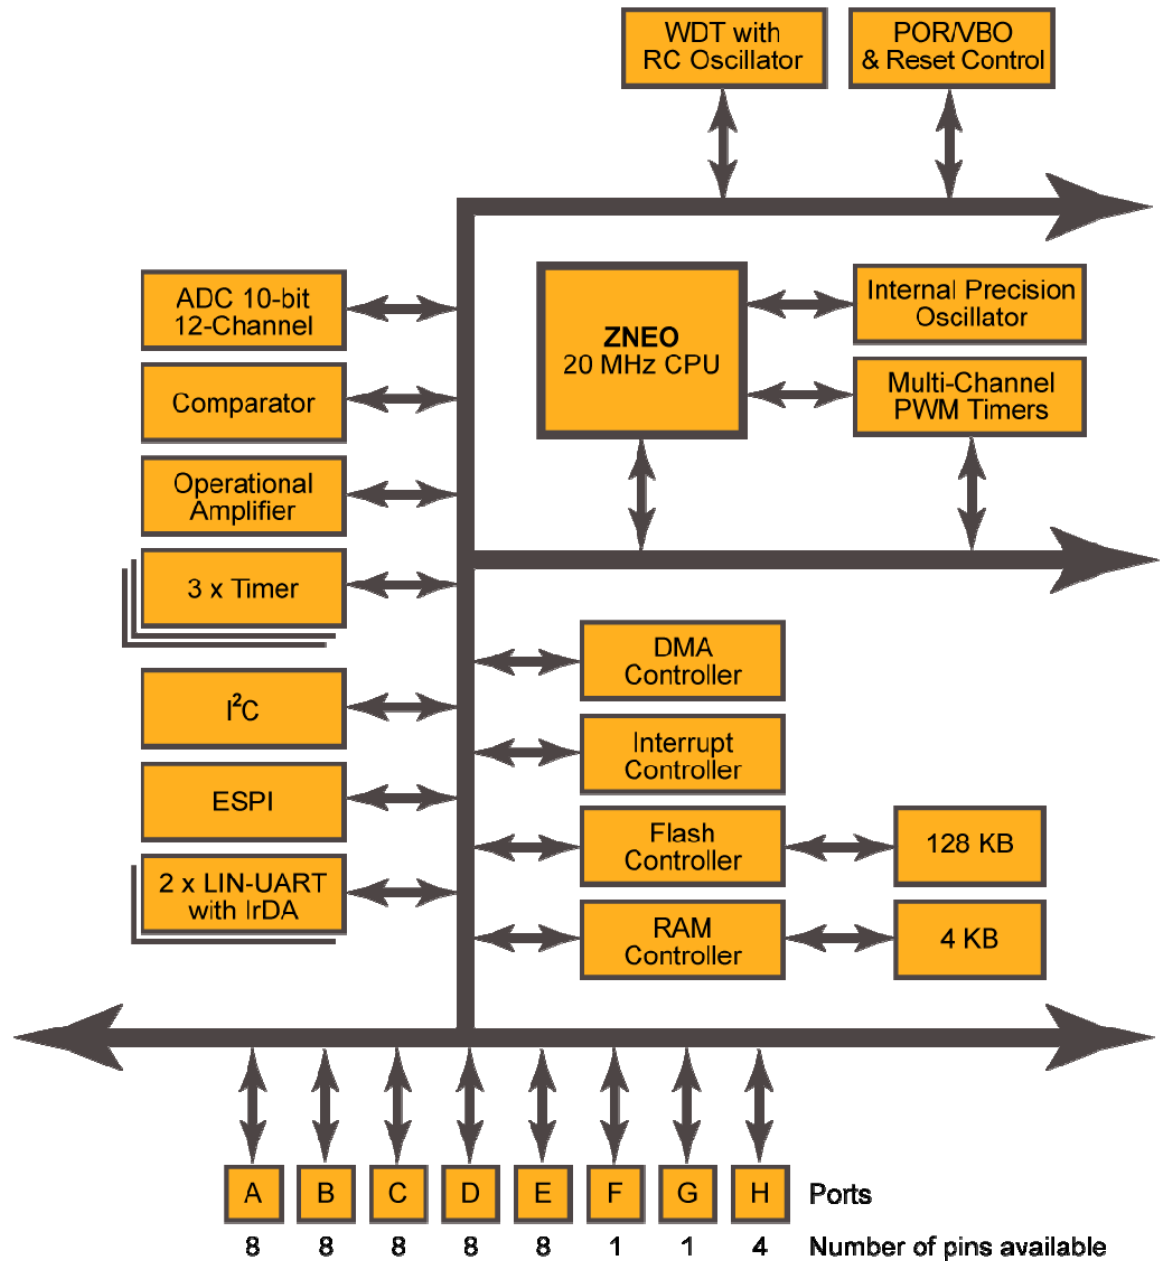 WDT with
RC Oscillator
POR/VBO
& Reset Control
ADC 10-bit
12-Channel
Comparator
Operational
Amplifier
3 x Timer
I²C
ESPI
2 x LIN-UART
with IrDA
ZNEO
20 MHz CPU
Internal Precision
Oscillator
Multi-Channel
PWM Timers
DMA
Controller
Interrupt
Controller
Flash
Controller
128 KB
RAM
Controller
4 KB
A B C D E F G H Ports
8 8 8 8 8 1 1 4 Number of pins available